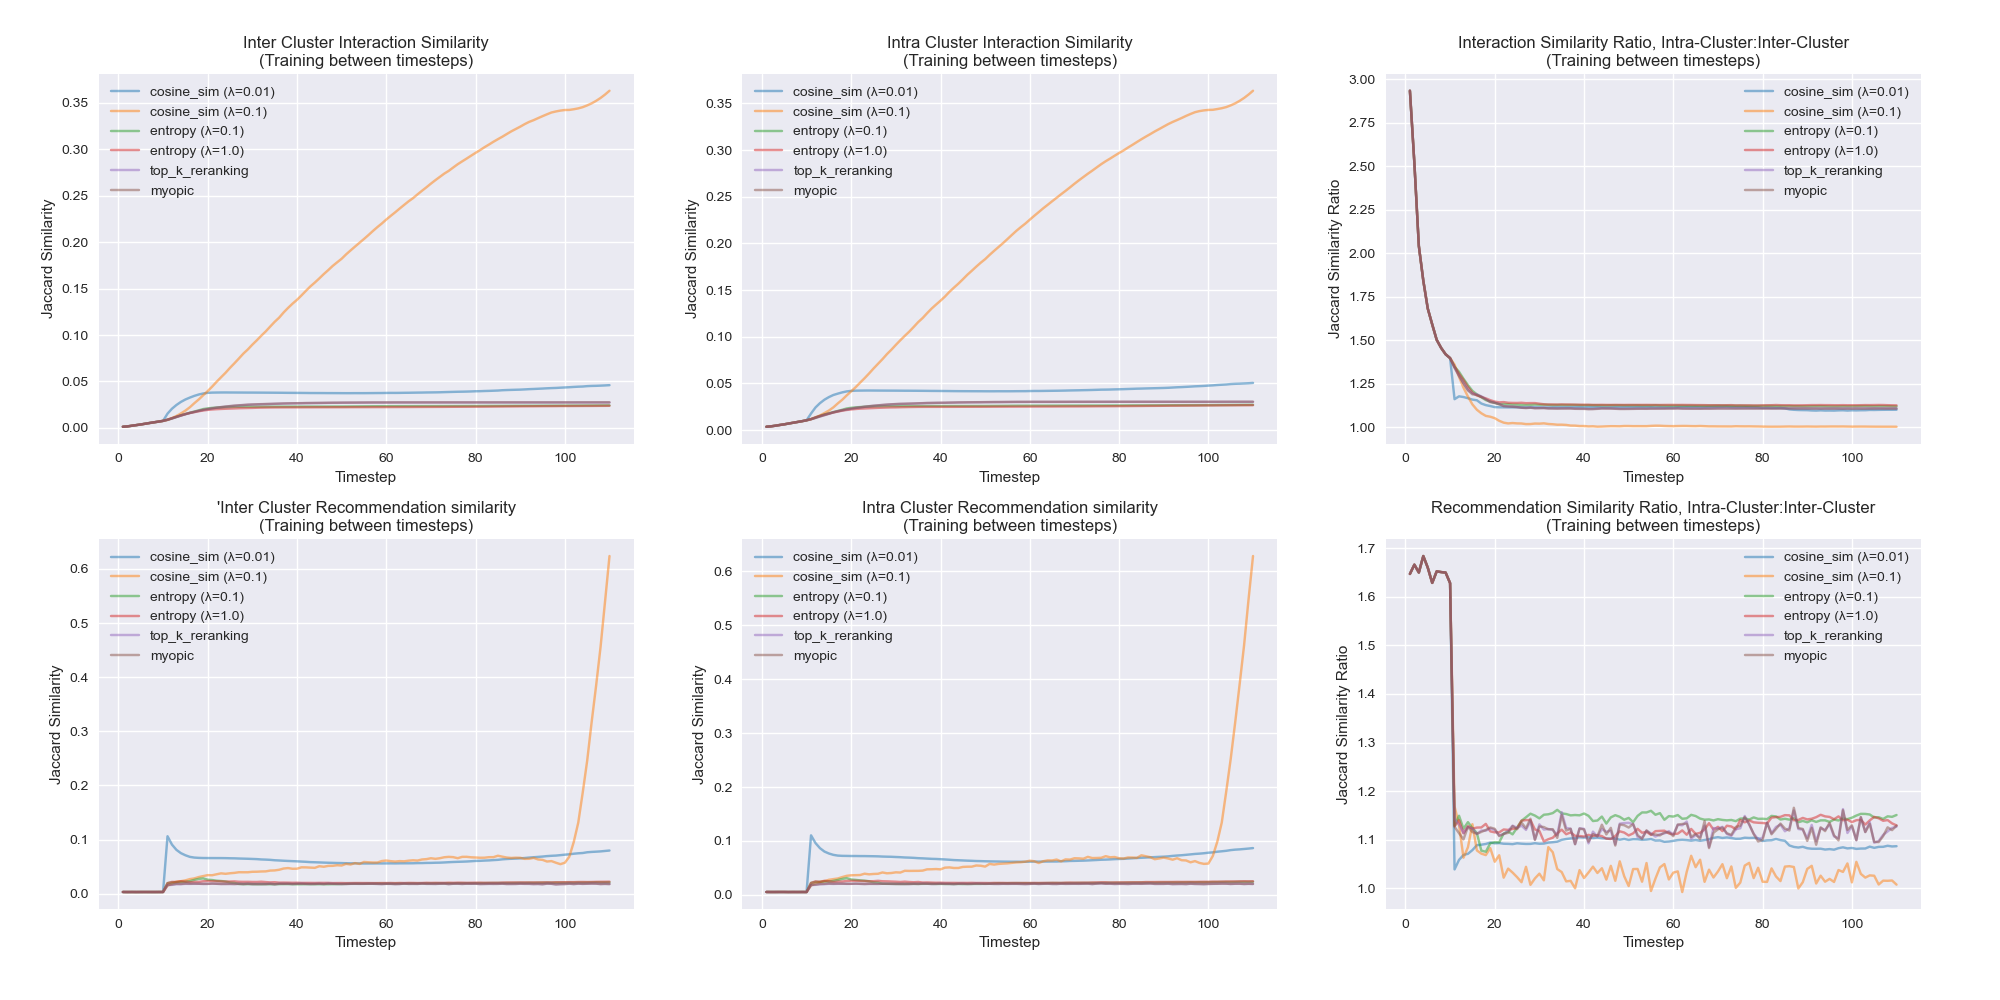 Inter Cluster Interaction Similarity
(Training between timesteps)
Jaccard Similarity
0.35
0.30
0.25
0.20
0.15
0.10
0.05
0.00
cosine_sim (λ=0.01)
cosine_sim (λ=0.1)
entropy (λ=0.1)
entropy (λ=1.0)
top_k_reranking
myopic
0 20 40 60 80 100
Timestep
Intra Cluster Interaction Similarity
(Training between timesteps)
Jaccard Similarity
0.35
0.30
0.25
0.20
0.15
0.10
0.05
0.00
cosine_sim (λ=0.01)
cosine_sim (λ=0.1)
entropy (λ=0.1)
entropy (λ=1.0)
top_k_reranking
myopic
0 20 40 60 80 100
Timestep
Interaction Similarity Ratio, Intra-Cluster:Inter-Cluster
(Training between timesteps)
Jaccard Similarity Ratio
3.00
2.75
2.50
2.25
2.00
1.75
1.50
1.25
1.00
cosine_sim (λ=0.01)
cosine_sim (λ=0.1)
entropy (λ=0.1)
entropy (λ=1.0)
top_k_reranking
myopic
0 20 40 60 80 100
Timestep
'Inter Cluster Recommendation similarity
(Training between timesteps)
Jaccard Similarity
0.6
0.5
0.4
0.3
0.2
0.1
0.0
cosine_sim (λ=0.01)
cosine_sim (λ=0.1)
entropy (λ=0.1)
entropy (λ=1.0)
top_k_reranking
myopic
0 20 40 60 80 100
Timestep
Intra Cluster Recommendation similarity
(Training between timesteps)
Jaccard Similarity
0.6
0.5
0.4
0.3
0.2
0.1
0.0
cosine_sim (λ=0.01)
cosine_sim (λ=0.1)
entropy (λ=0.1)
entropy (λ=1.0)
top_k_reranking
myopic
0 20 40 60 80 100
Timestep
Recommendation Similarity Ratio, Intra-Cluster:Inter-Cluster
(Training between timesteps)
Jaccard Similarity Ratio
1.7
1.6
1.5
1.4
1.3
1.2
1.1
1.0
cosine_sim (λ=0.01)
cosine_sim (λ=0.1)
entropy (λ=0.1)
entropy (λ=1.0)
top_k_reranking
myopic
0 20 40 60 80 100
Timestep